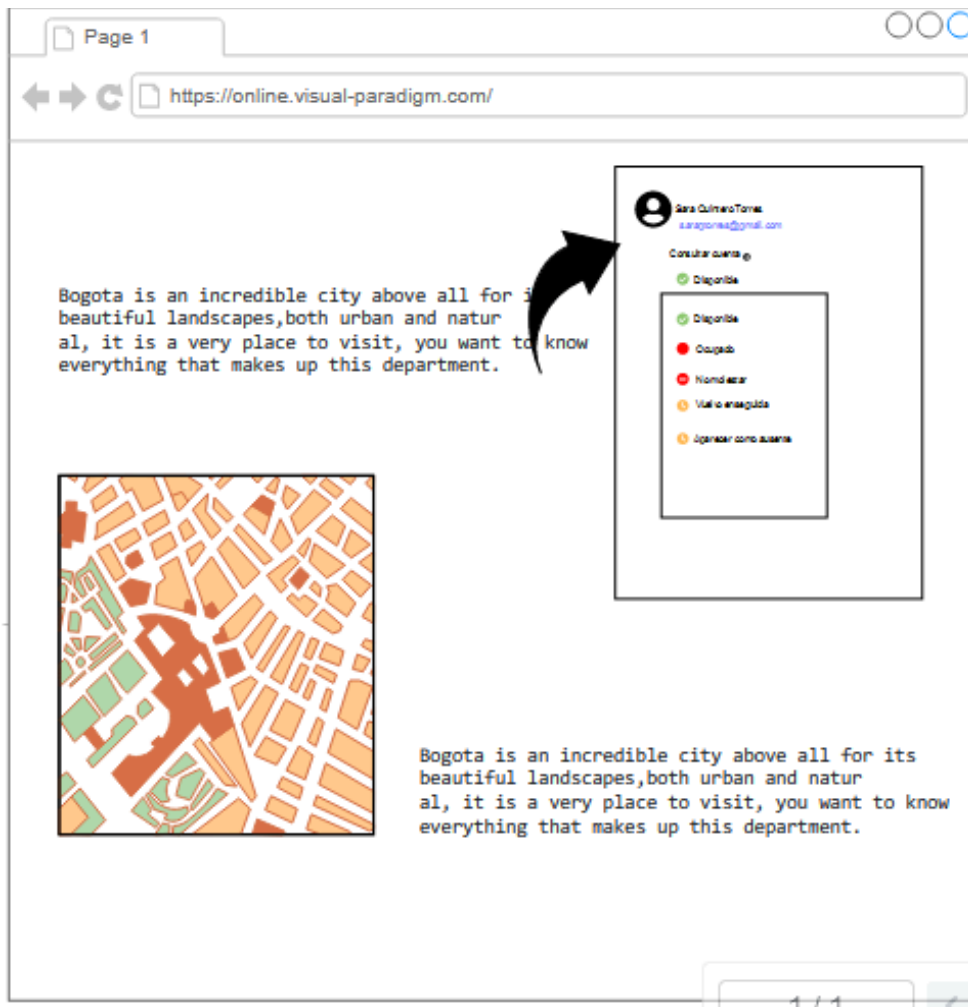 Page 1
https://online.visual-paradigm.com/
Bogota is an incredible city above all for
beautiful landscapes,both urban and natur
al, it is a very place to visit, you want to know
everything that makes up this department.
Sara Torres
@gmail.com
Consultar cuenta
Disponible
Disponible
Ocupado
No molestar
Vuelvo enseguida
Aparecer como ausente
Bogota is an incredible city above all for its
beautiful landscapes,both urban and natur
al, it is a very place to visit, you want to know
everything that makes up this department.
1 / 1